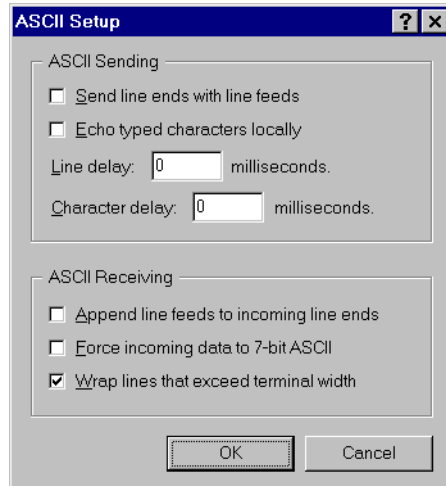 ASCII Setup
ASCII Sending
Send line ends with line feeds
Echo typed characters locally
Line delay: 0 milliseconds.
Character delay: 0 milliseconds.
ASCII Receiving
Append line feeds to incoming line ends
Force incoming data to 7-bit ASCII
Wrap lines that exceed terminal width
OK Cancel